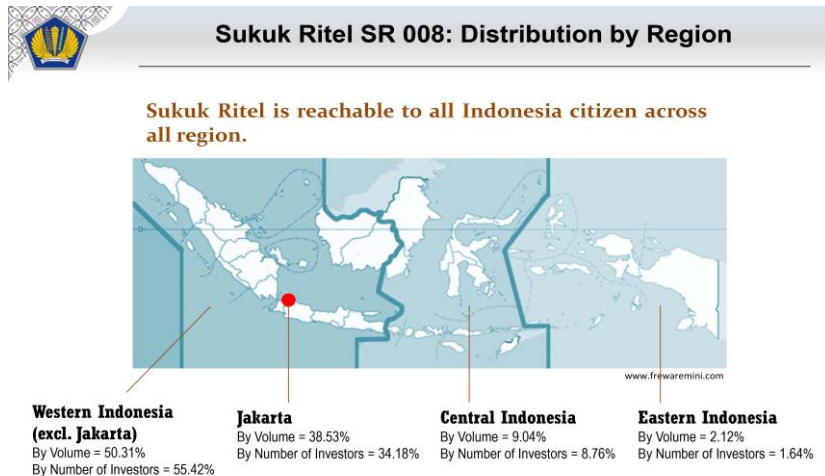 Sukuk Ritel SR 008: Distribution by Region
Sukuk Ritel is reachable to all Indonesia citizen across
all region.
0
www.frewaremini.com
Western Indonesia
(excl. Jakarta)
By Volume = 50.31%
By Number of Investors = 55.42%
Jakarta
By Volume = 38.53%
By Number of Investors = 34.18%
Central Indonesia
By Volume = 9.04%
By Number of Investors = 8.76%
Eastern Indonesia
By Volume = 2.12%
By Number of Investors = 1.64%